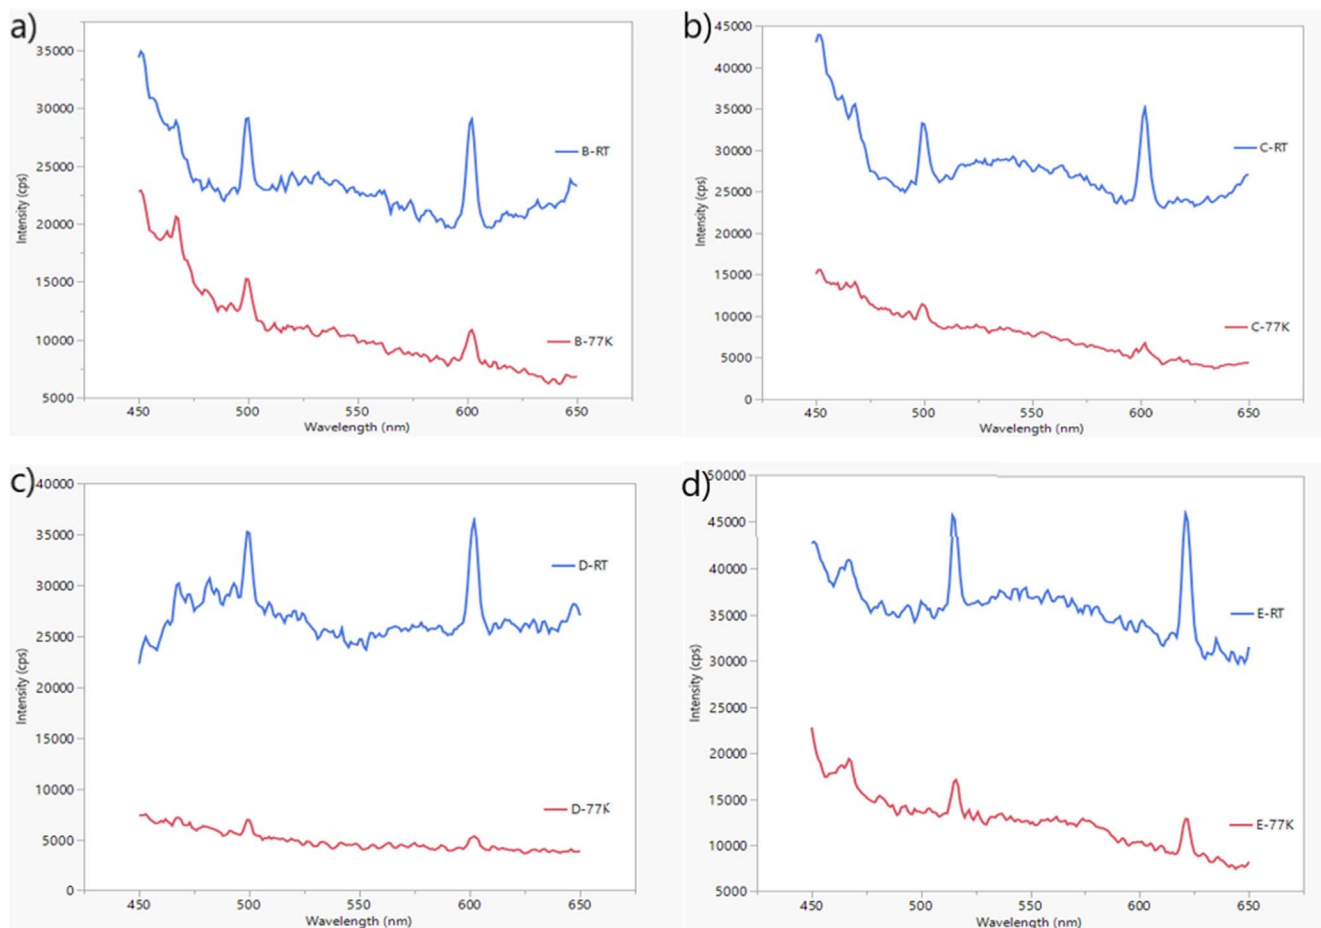 a)
35000
30000
25000
20000
15000
10000
5000
Intensity (cps)
B-RT
B-77K
450 500 550 600 650
Wavelength (nm)
b)
45000
40000
35000
30000
25000
20000
15000
10000
5000
0
Intensity (cps)
C-RT
C-77K
450 500 550 600 650
Wavelength (nm)
c)
40000
35000
30000
25000
20000
15000
10000
5000
0
Intensity (cps)
D-RT
D-77K
450 500 550 600 650
Wavelength (nm)
d)
50000
45000
40000
35000
30000
25000
20000
15000
10000
5000
Intensity (cps)
E-RT
E-77K
450 500 550 600 650
Wavelength (nm)